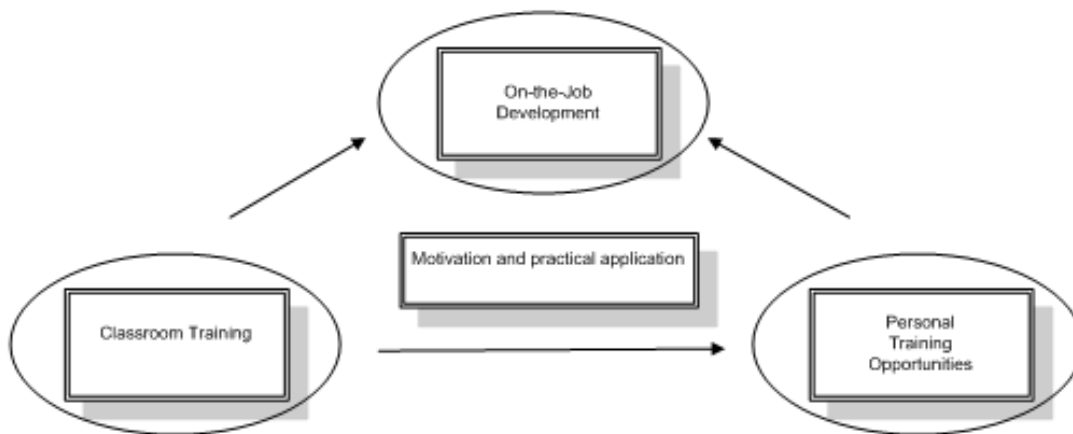 On-the-Job
Development
Motivation and practical application
Classroom Training
Personal
Training
Opportunities